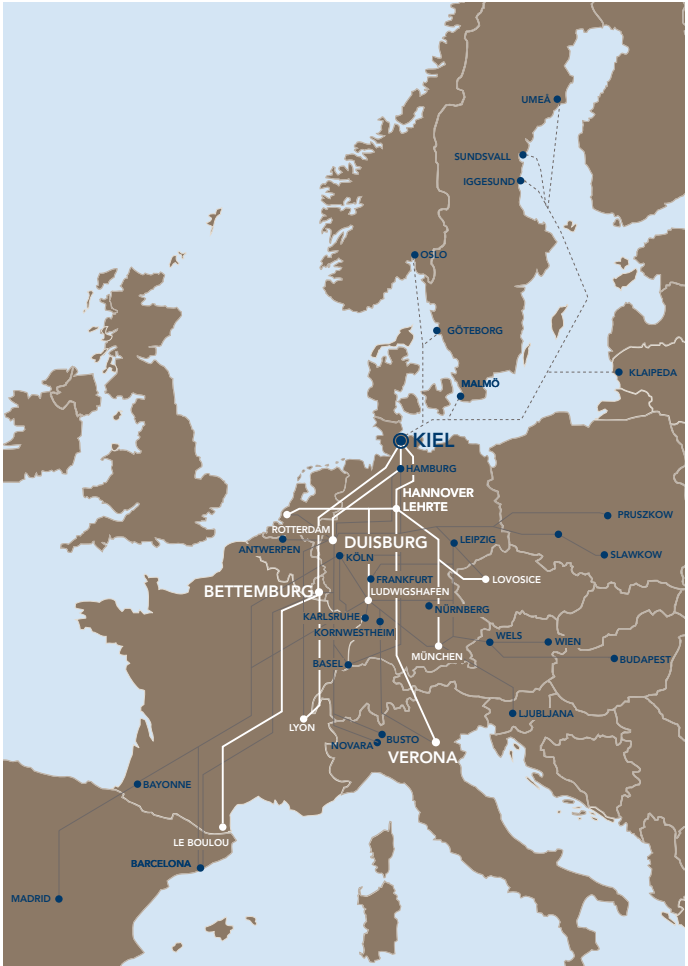 UMEÅ
SUNDSVALL
IGGESUND
OSLO
GÖTEBORG
KLAIPEDA
MALMÖ
KIEL
HAMBURG
HANNOVER
LEHRTE
PRUSZKOW
ROTTERDAM
DUISBURG
LEIPZIG
ANTWERPEN
KÖLN
SLAWKOW
FRANKFURT
LOVOSICE
BETTEMBURG
LUDWIGSHAFEN
NÜRNBERG
KARLSRUHE
KORNWESTHEIM
WELS
WIEN
MÜNCHEN
BUDAPEST
BASEL
LJUBLJANA
LYON
BUSTO
NOVARA
VERONA
BAYONNE
LE BOULOU
BARCELONA
MADRID